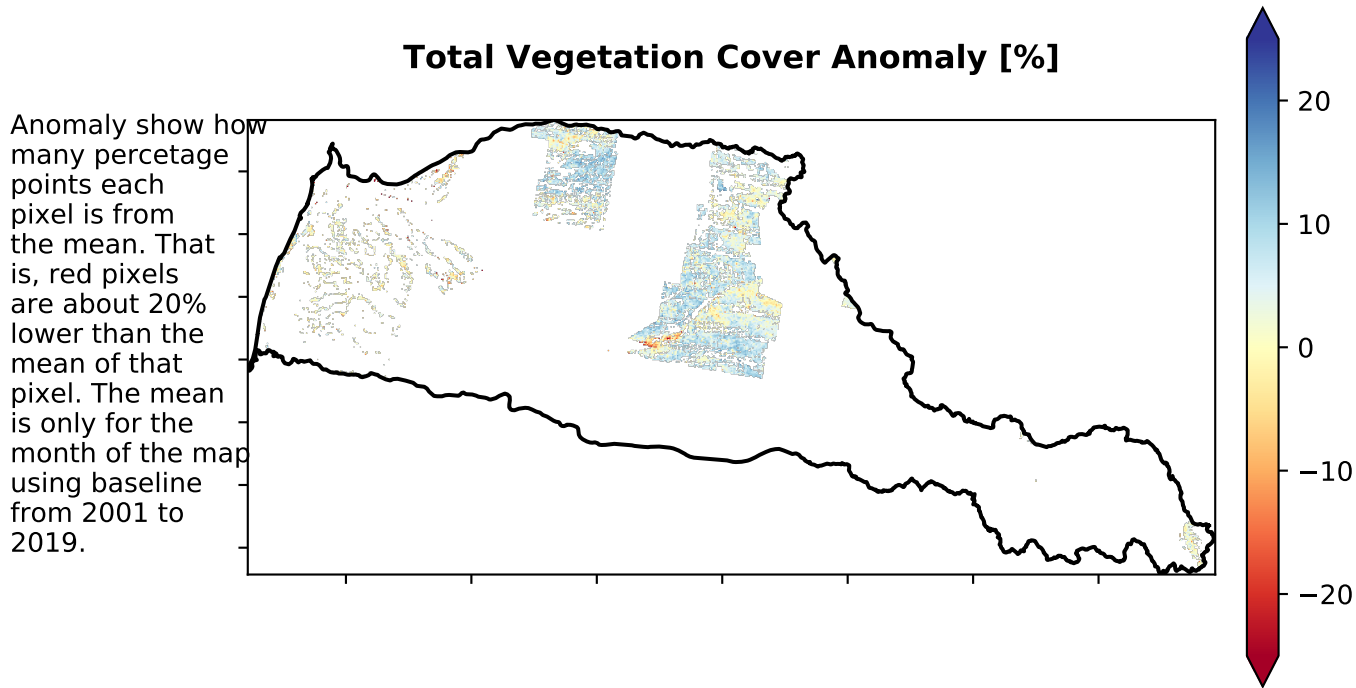 Total Vegetation Cover Anomaly [%]
Anomaly show how
many percetage
points each
pixel is from
the mean. That
is, red pixels
are about 20%
lower than the
mean of that
pixel. The mean
is only for the
month of the map
using baseline
from 2001 to
2019.
20
10
0
−10
−20